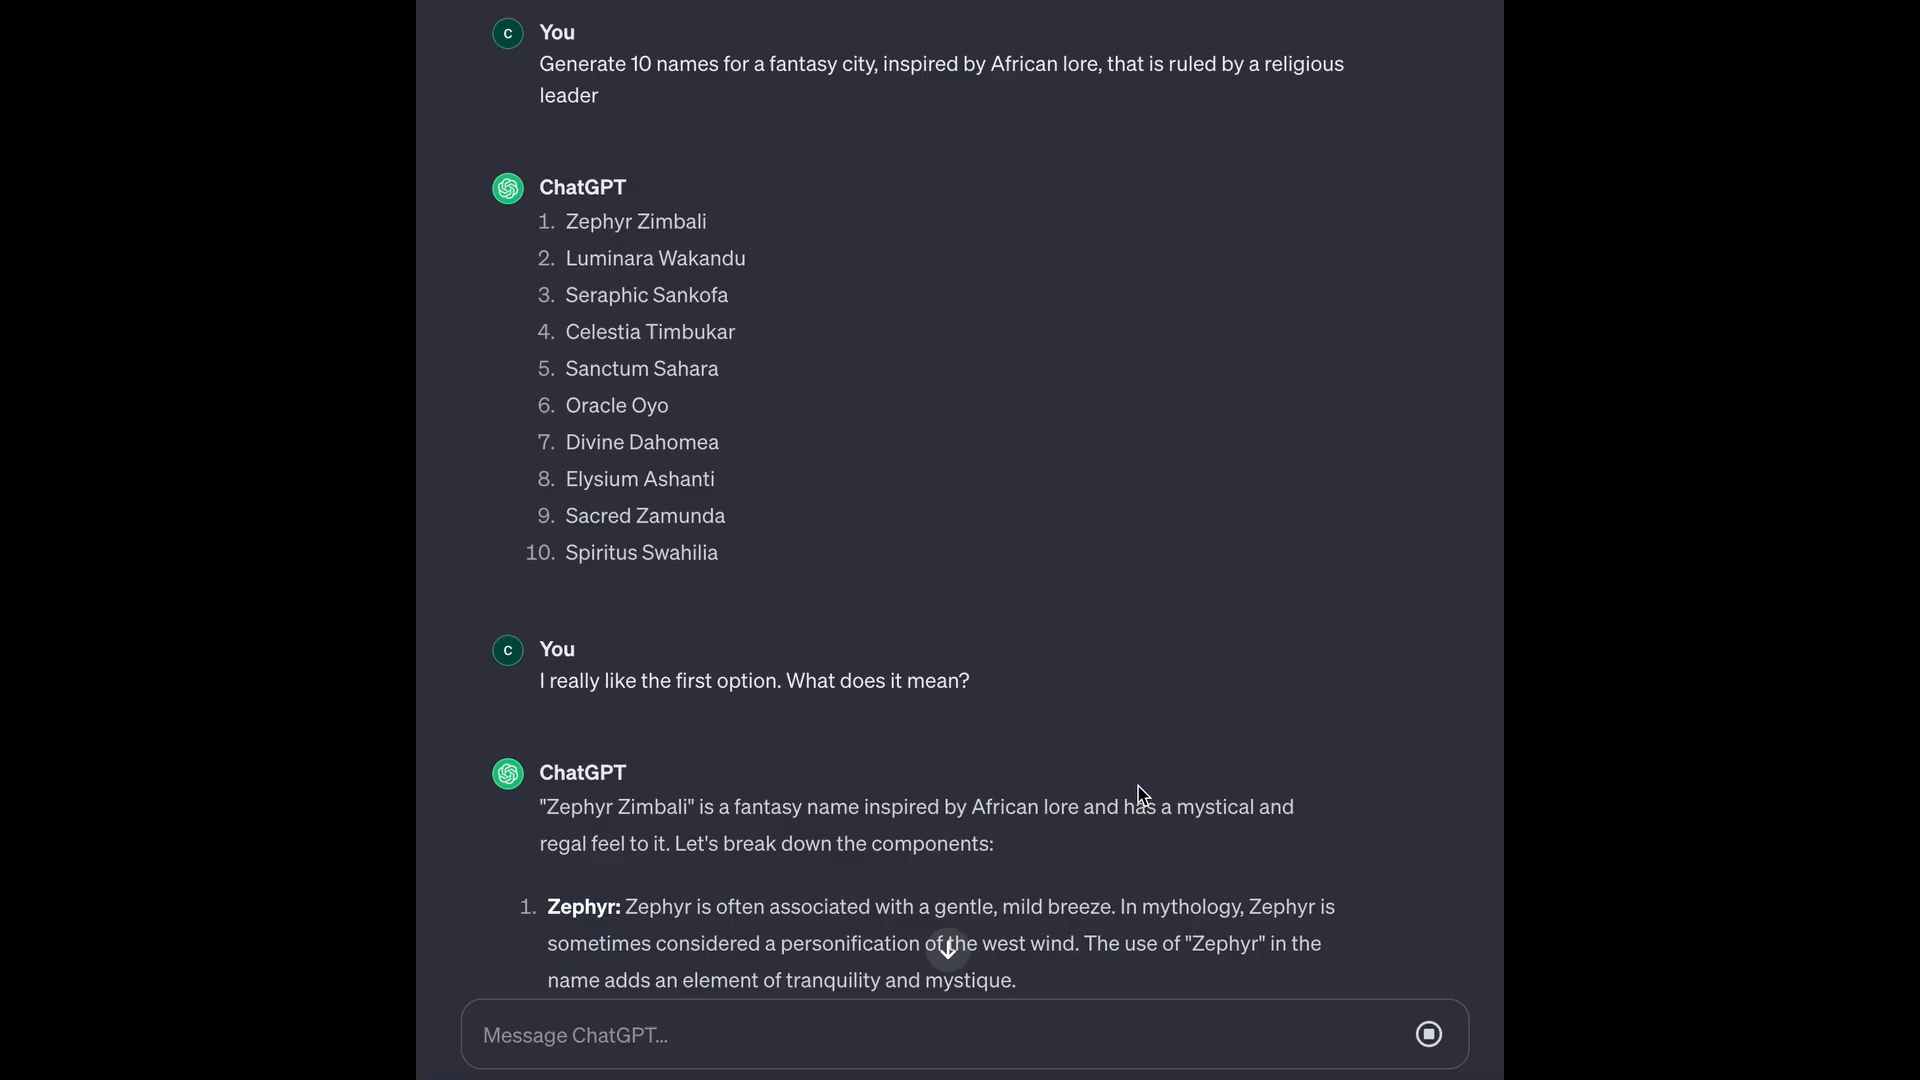 C
You
Generate 10 names for a fantasy city, inspired by African lore, that is ruled by a religious
leader
ChatGPT
1. Zephyr Zimbali
2. Luminara Wakandu
3. Seraphic Sankofa
4. Celestia Timbukar
5. Sanctum Sahara
6. Oracle Oyo
7. Divine Dahomea
8. Elysium Ashanti
9. Sacred Zamunda
10. Spiritus Swahilia
C
You
I really like the first option. What does it mean?
ChatGPT
"Zephyr Zimbali" is a fantasy name inspired by African lore and has a mystical and
regal feel to it. Let's break down the components:
1. Zephyr: Zephyr is often associated with a gentle, mild breeze. In mythology, Zephyr is
sometimes considered a personification of the west wind. The use of "Zephyr" in the
name adds an element of tranquility and mystique.
Message ChatGPT...